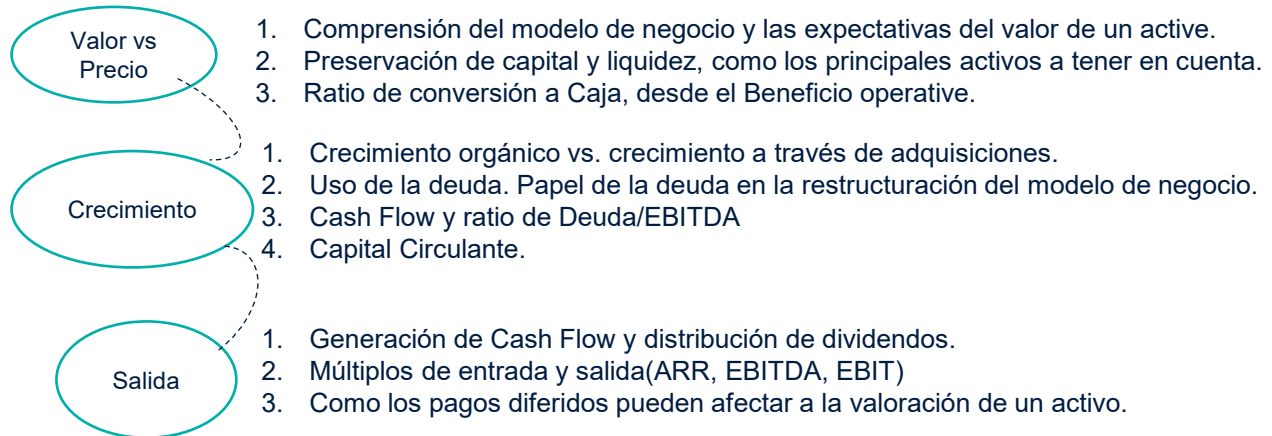 Valor vs
Precio
1. Comprensión del modelo de negocio y las expectativas del valor de un active.
2. Preservación de capital y liquidez, como los principales activos a tener en cuenta.
3. Ratio de conversión a Caja, desde el Beneficio operative.
Crecimiento
1. Crecimiento orgánico vs. crecimiento a través de adquisiciones.
2. Uso de la deuda. Papel de la deuda en la restructuración del modelo de negocio.
3. Cash Flow y ratio de Deuda/EBITDA
4. Capital Circulante.
Salida
1. Generación de Cash Flow y distribución de dividendos.
2. Múltiplos de entrada y salida(ARR, EBITDA, EBIT)
3. Como los pagos diferidos pueden afectar a la valoración de un activo.